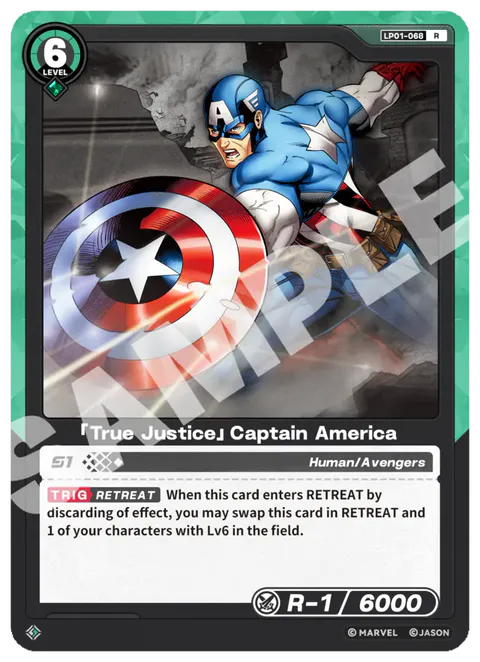 LP01-068 R
6
LEVEL
SAMPLE
「True Justice」 Captain America
S1
Human/Avengers
TRIG RETREAT When this card enters RETREAT by
discarding of effect, you may swap this card in RETREAT and
1 of your characters with Lv6 in the field.
R-1 / 6000
©MARVEL ©JASON